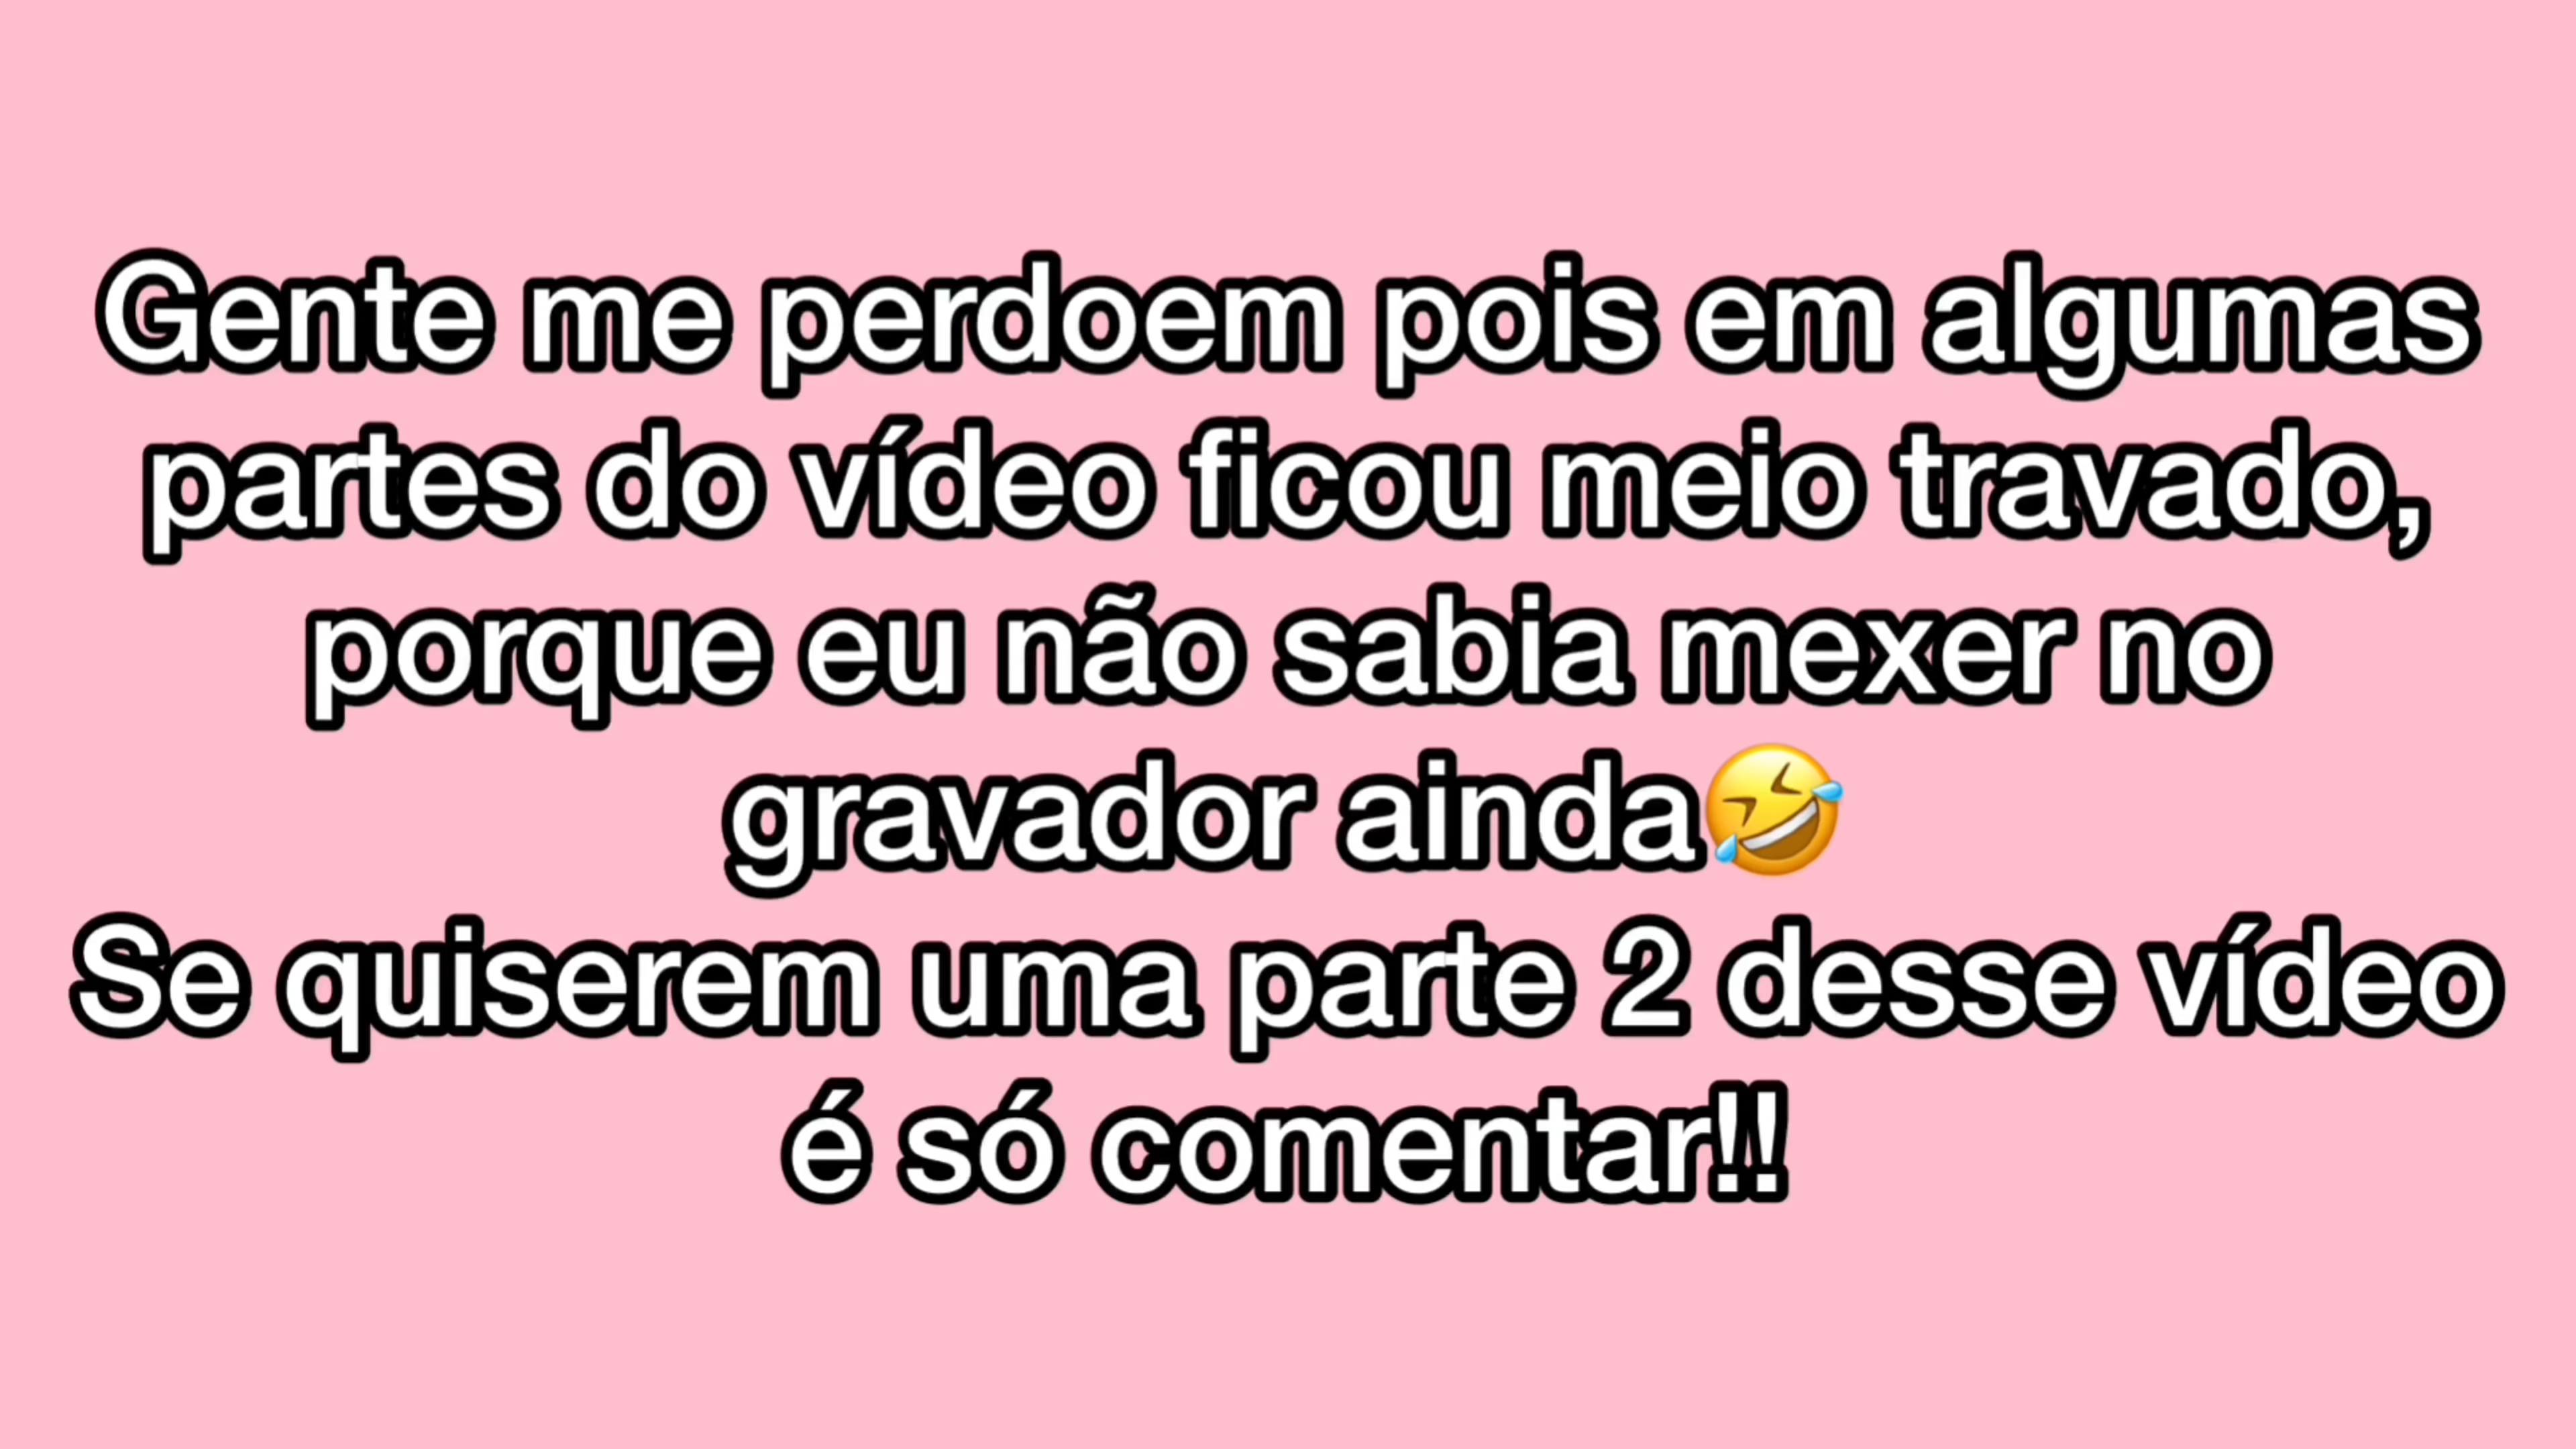 Gente me perdoem pois em algumas
partes do vídeo ficou meio travado,
porque eu não sabia mexer no
gravador ainda🤣
Se quiserem uma parte 2 desse vídeo
é só comentar!!